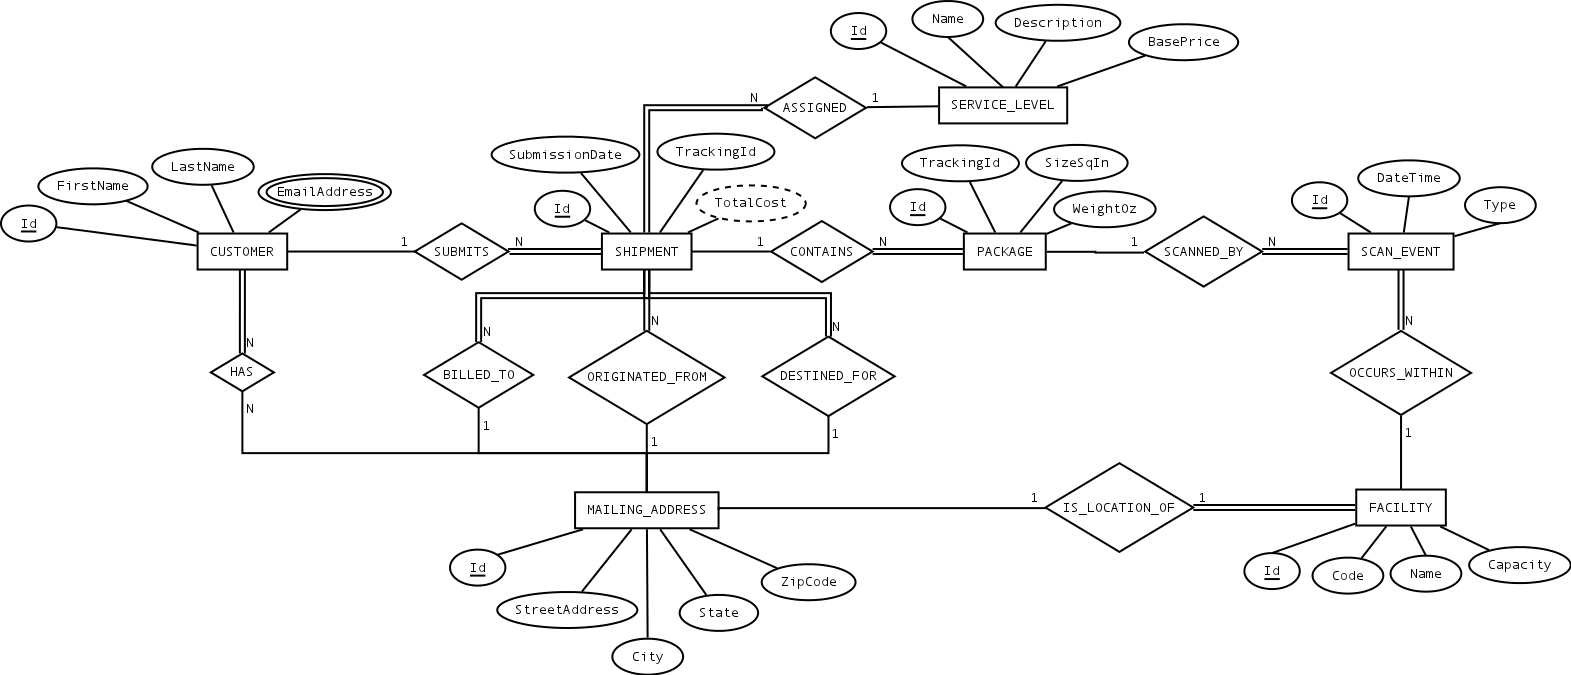 Id
Name
Description
BasePrice
N
ASSIGNED
1
SERVICE_LEVEL
SubmissionDate
TrackingId
TotalCost
Id
FirstName
LastName
EmailAddress
Id
TrackingId
SizeSqIn
WeightOz
Id
DateTime
Type
Id
CUSTOMER
1
SUBMITS
N
SHIPMENT
1
CONTAINS
N
PACKAGE
1
SCANNED_BY
N
SCAN_EVENT
N
HAS
N
N
BILLED_TO
1
N
ORIGINATED_FROM
1
N
DESTINED_FOR
1
N
OCCURS_WITHIN
1
MAILING_ADDRESS
1
IS_LOCATION_OF
1
FACILITY
Id
StreetAddress
City
State
ZipCode
Id
Code
Name
Capacity